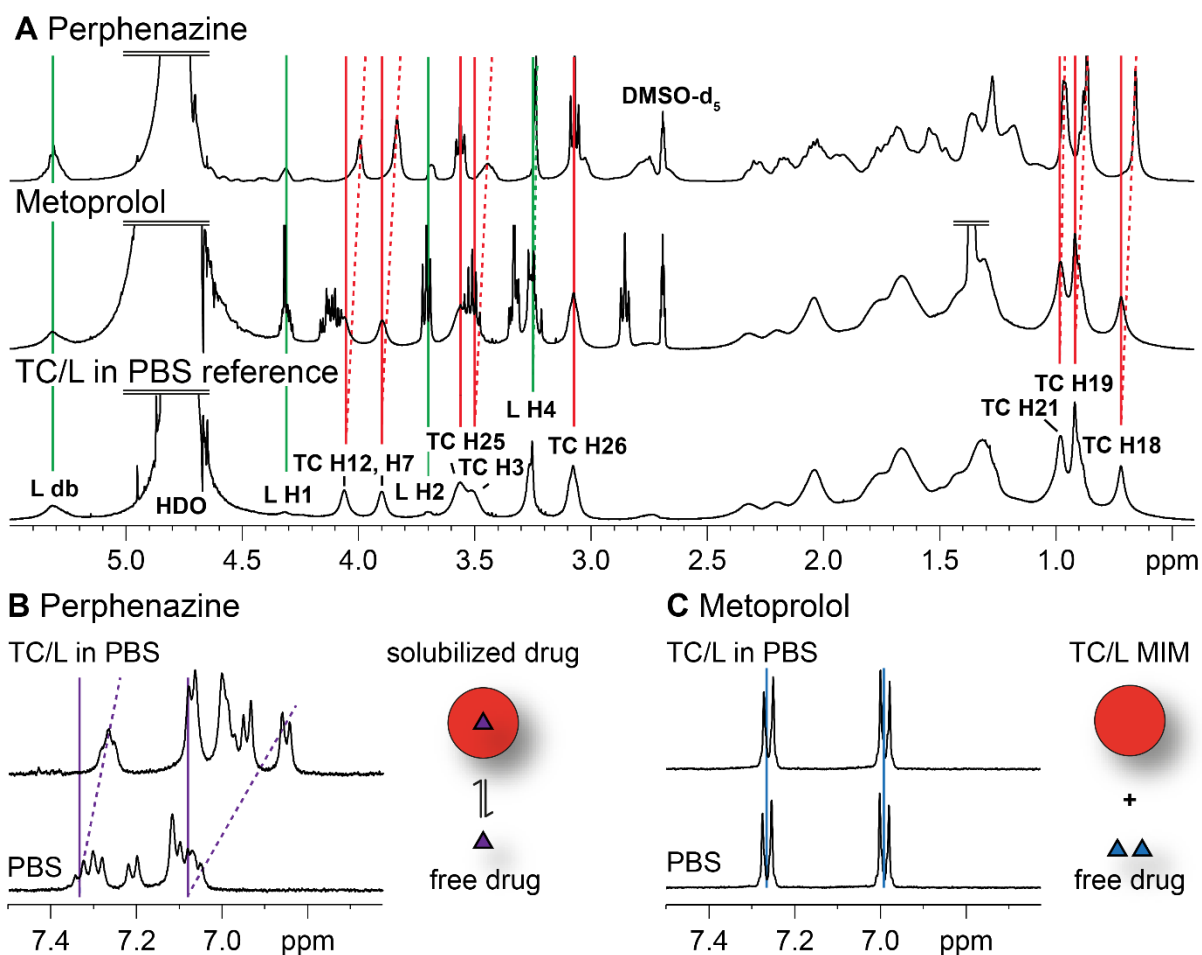 A Perphenazine
DMSO-d5
Metoprolol
TC/L in PBS reference
L db
HDO
L H1
TC H12, H7
L H2
TC H25
TC H3
L H4
TC H26
TC H21
TC H19
TC H18
5.0 4.5 4.0 3.5 3.0 2.5 2.0 1.5 1.0 ppm
B Perphenazine
TC/L in PBS
PBS
7.4 7.2 7.0 ppm
solubilized drug
free drug
C Metoprolol
TC/L in PBS
PBS
7.4 7.2 7.0 ppm
TC/L MIM
+
free drug